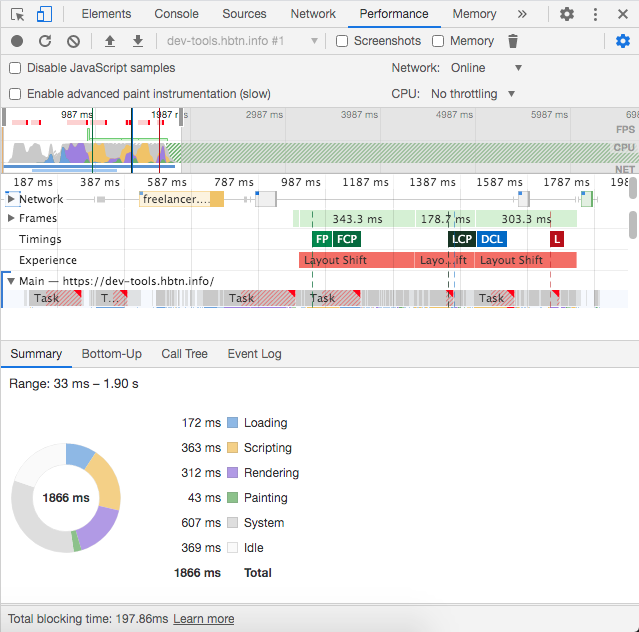 Elements Console Sources Network Performance Memory »
dev-tools.hbtn.info #1 Screenshots Memory
Disable JavaScript samples Network: Online
Enable advanced paint instrumentation (slow) CPU: No throttling
987 ms 1987 ms 2987 ms 3987 ms 4987 ms 5987 ms
FPS
CPU
NET
187 ms 387 ms 587 ms 787 ms 987 ms 1187 ms 1387 ms 1587 ms 1787 ms 198
Network freelancer....
Frames 343.3 ms 178.7 ms 303.3 ms
Timings FP FCP LCP DCL L
Experience Layout Shift Layo...ift Layout Shift
Main — https://dev-tools.hbtn.info/
Task T... Task Task Task
Summary Bottom-Up Call Tree Event Log
Range: 33 ms – 1.90 s
172 ms Loading
363 ms Scripting
312 ms Rendering
1866 ms
43 ms Painting
607 ms System
369 ms Idle
1866 ms Total
Total blocking time: 197.86ms Learn more